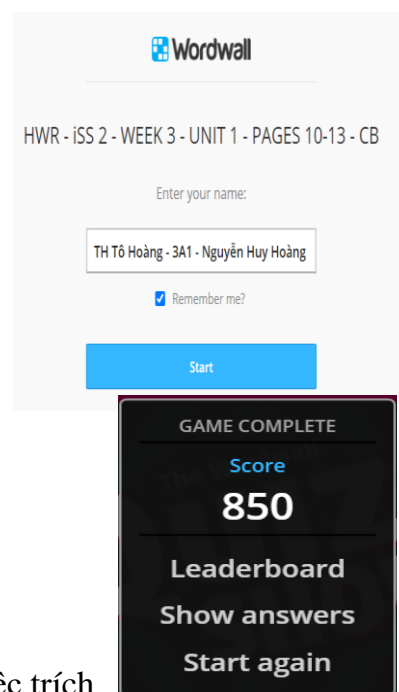 Wordwall
HWR - iSS 2 - WEEK 3 - UNIT 1 - PAGES 10-13 - CB
Enter your name:
TH Tô Hoàng - 3A1 - Nguyễn Huy Hoàng
Remember me?
Start
GAME COMPLETE
Score
850
Leaderboard
Show answers
Start again
trích